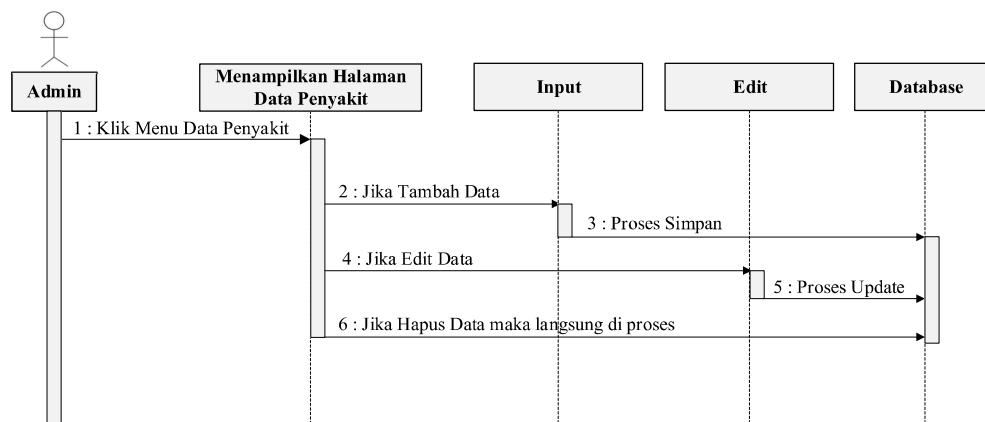 Admin
Menampilkan Halaman
Data Penyakit
Input
Edit
Database
1 : Klik Menu Data Penyakit
2 : Jika Tambah Data
3 : Proses Simpan
4 : Jika Edit Data
5 : Proses Update
6 : Jika Hapus Data maka langsung di proses